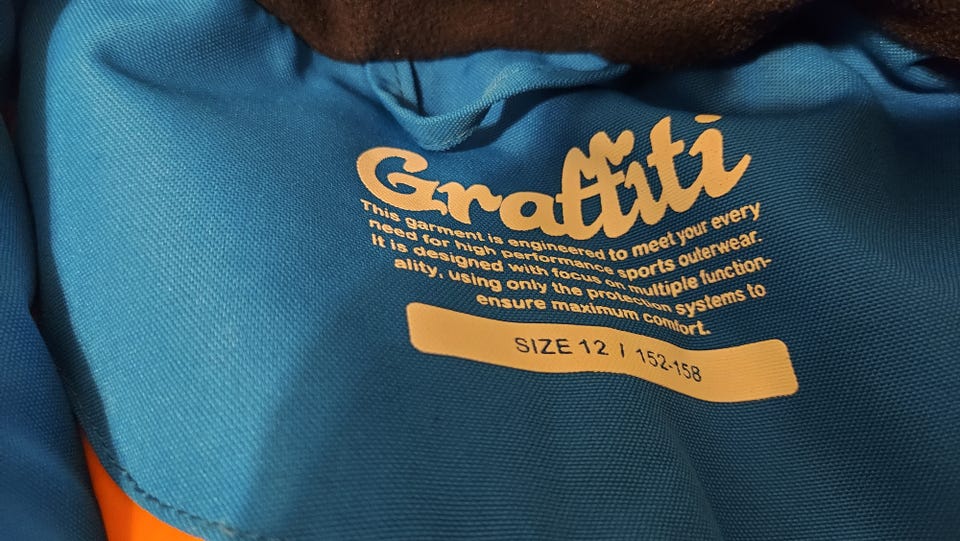 Graffiti
This garment is engineered to meet your every
need for high performance sports outerwear.
It is designed with focus on multiple function-
ality, using only the protection systems to
ensure maximum comfort.
SIZE 12 / 152-158